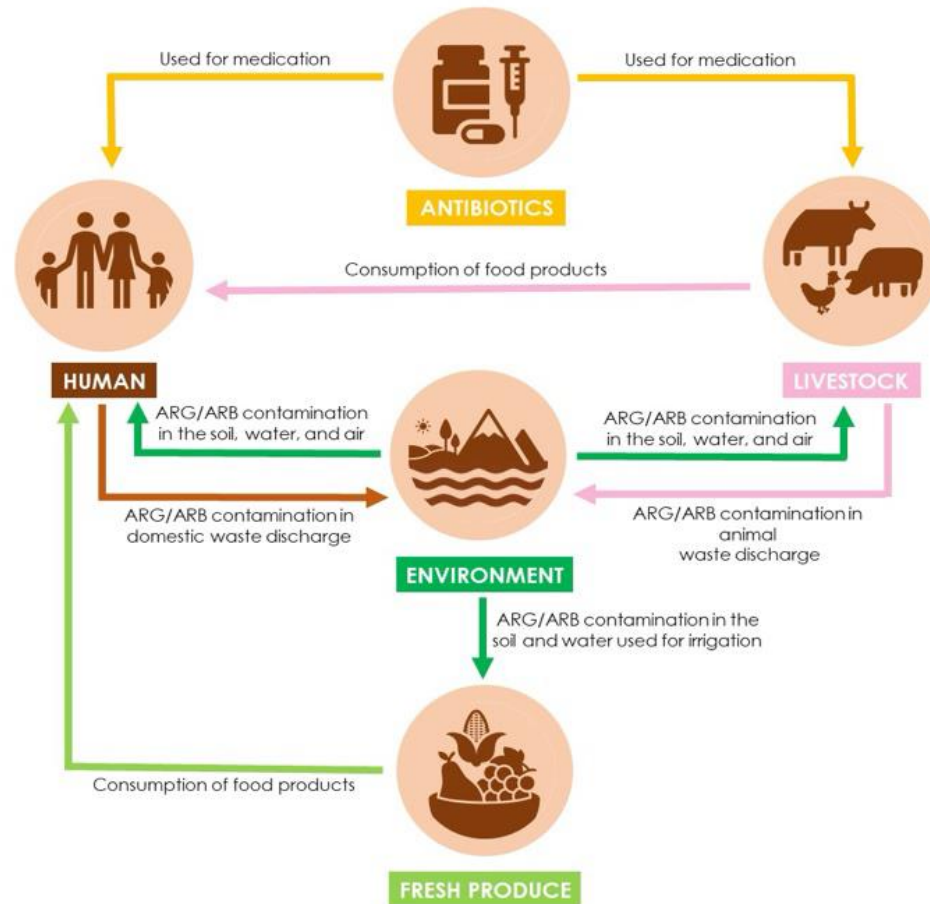 Used for medication
Used for medication
ANTIBIOTICS
Consumption of food products
HUMAN
LIVESTOCK
ARG/ARB contamination
in the soil, water, and air
ARG/ARB contamination
in the soil, water, and air
ARG/ARB contamination in
domestic waste discharge
ARG/ARB contamination in
animal
waste discharge
ENVIRONMENT
ARG/ARB contamination in the
soil and water used for irrigation
Consumption of food products
FRESH PRODUCE